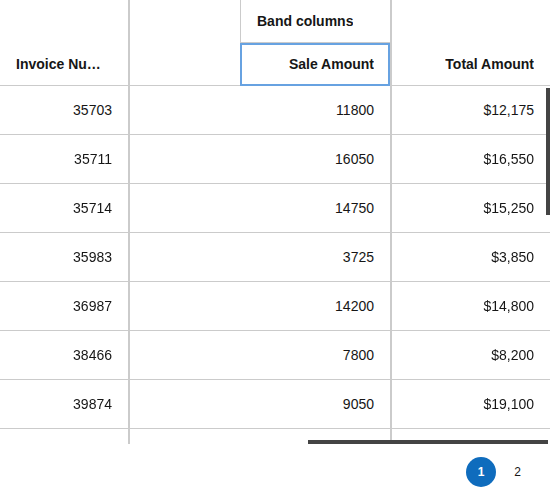 Band columns
Invoice Nu… Sale Amount Total Amount
35703 11800 $12,175
35711 16050 $16,550
35714 14750 $15,250
35983 3725 $3,850
36987 14200 $14,800
38466 7800 $8,200
39874 9050 $19,100
1 2